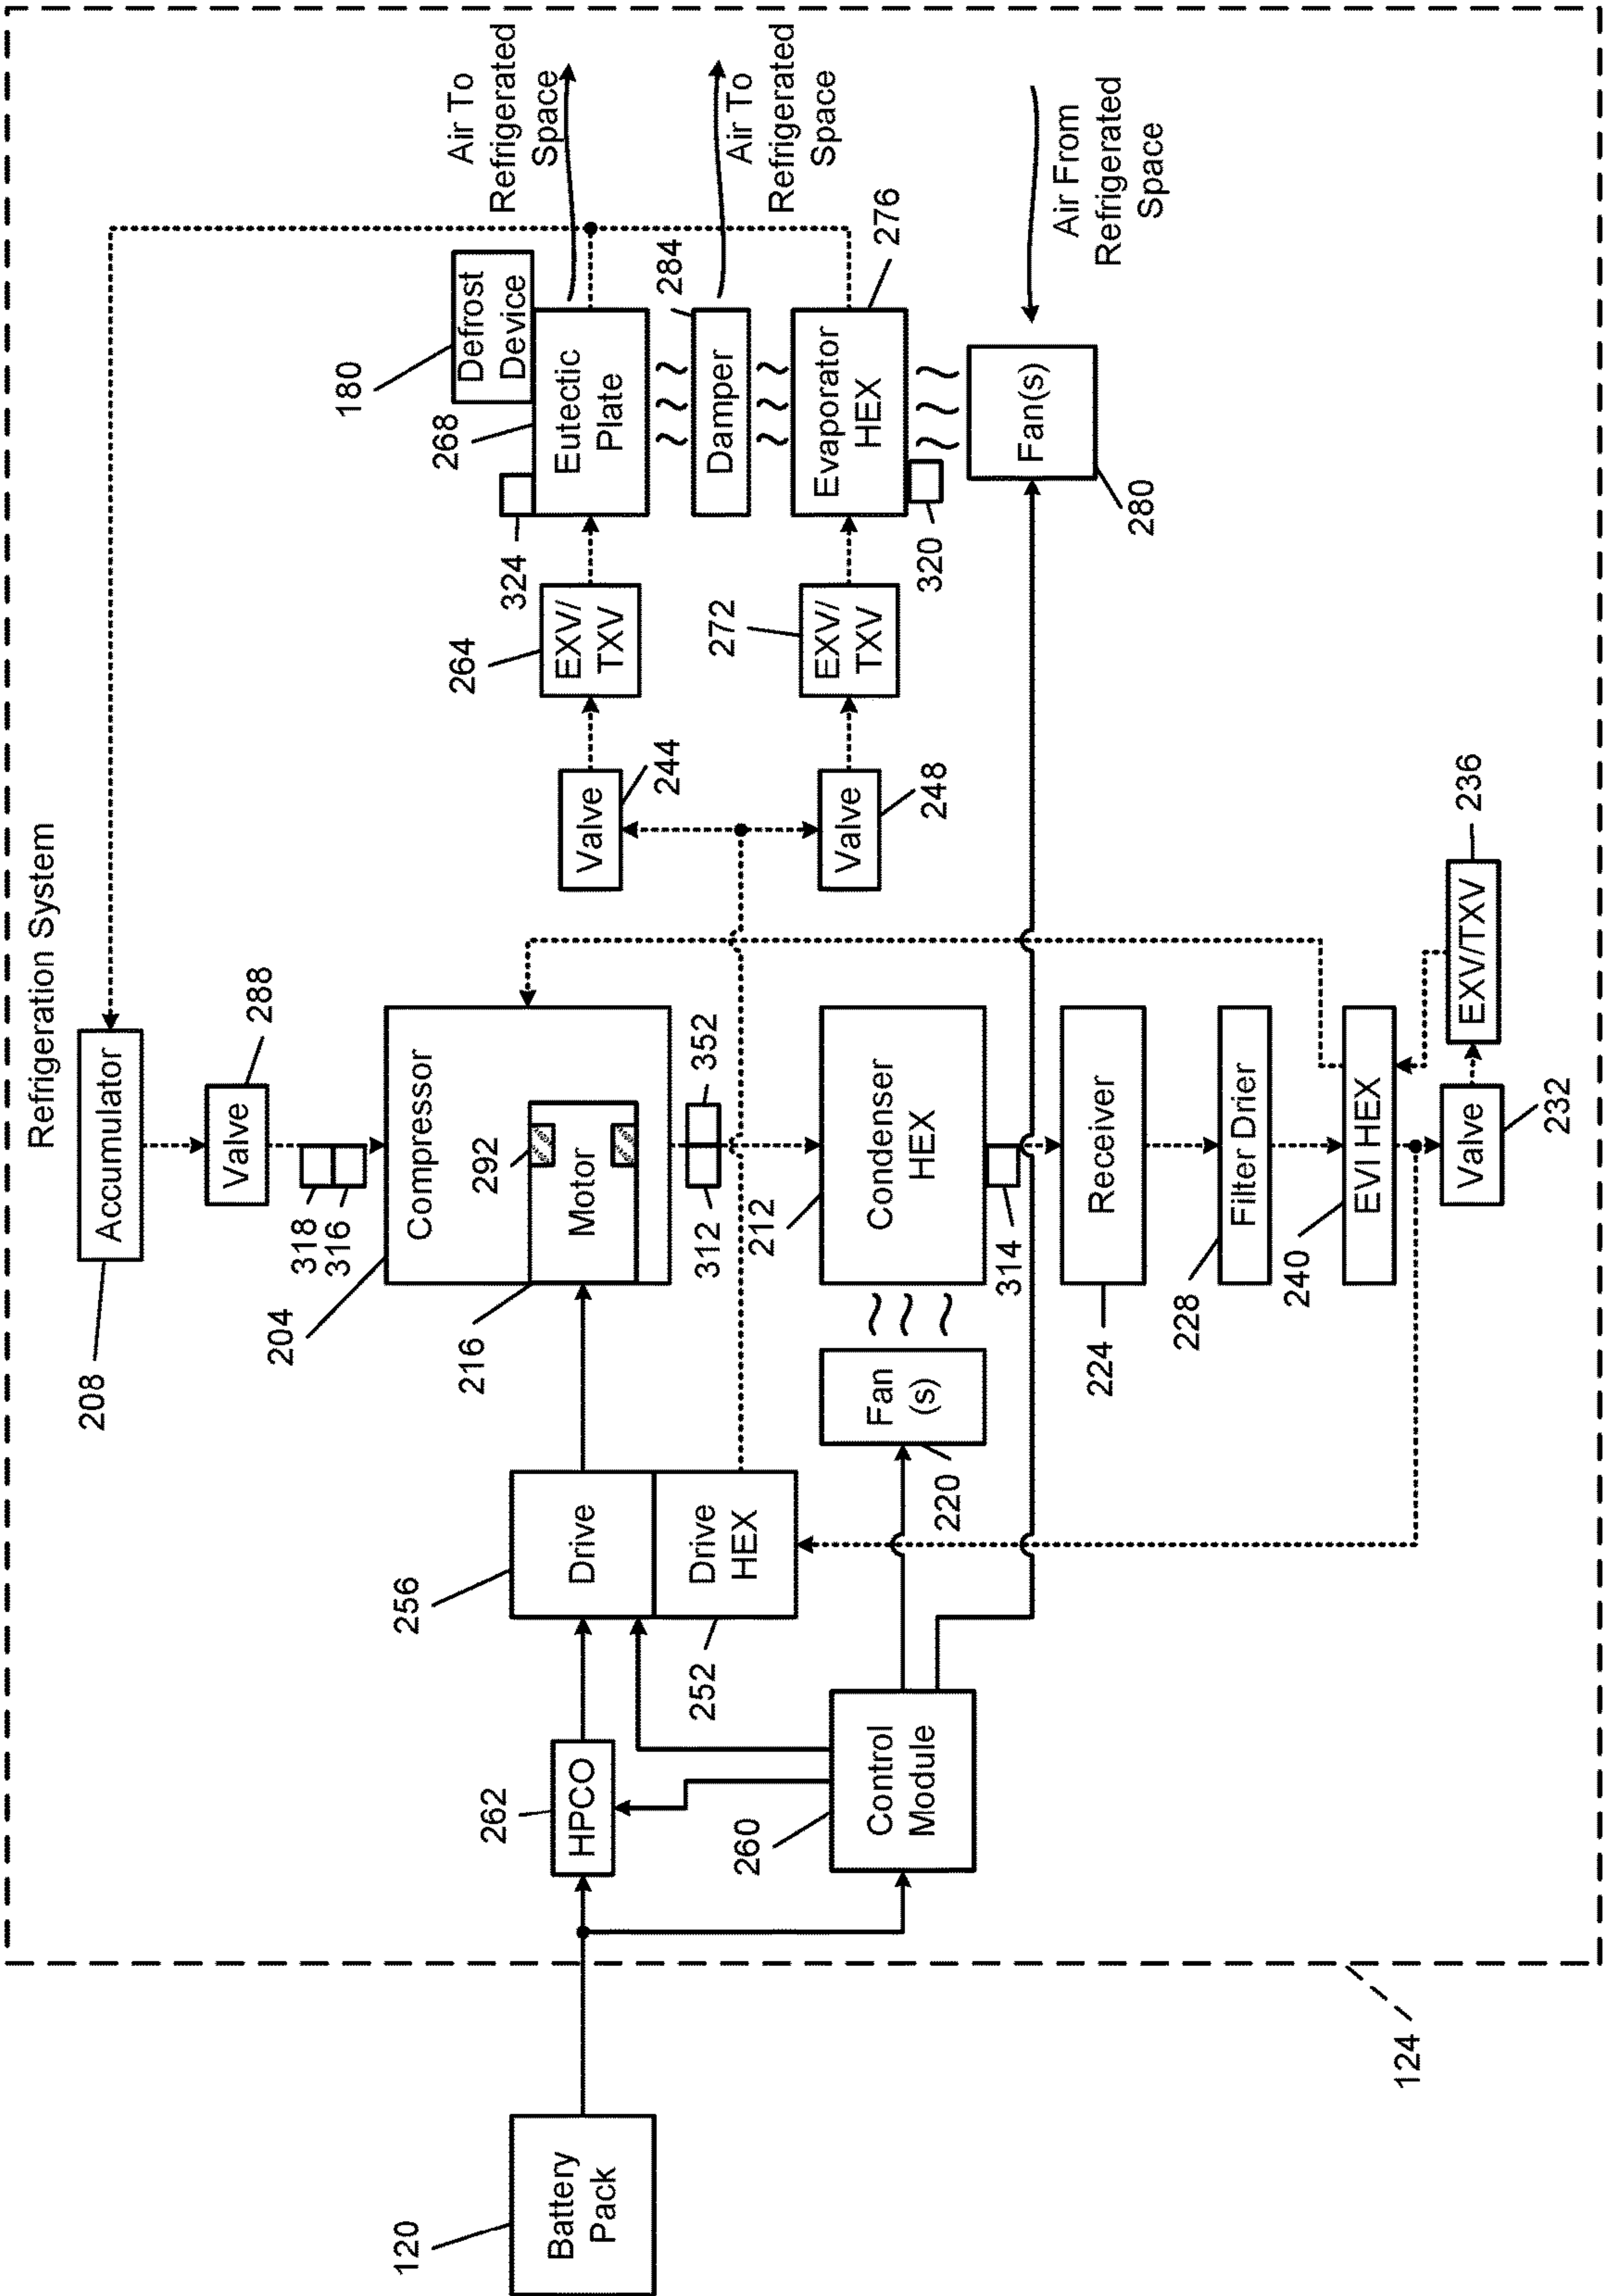 Refrigeration System
Accumulator
208
Valve
288
318
316
Compressor
204
292
Motor
216
312
352
Condenser
HEX
212
314
Fan
(s)
220
Receiver
224
Filter Drier
228
EVI HEX
240
Valve
232
EXV/TXV
236
Battery
Pack
120
124
HPCO
262
Drive
256
Drive
HEX
252
Control
Module
260
Valve
244
Valve
248
EXV/
TXV
264
EXV/
TXV
272
324
268
Eutectic
Plate
180
Defrost
Device
Damper
284
Evaporator
HEX
276
320
Fan(s)
280
Air To
Refrigerated
Space
Air To
Refrigerated
Space
Air From
Refrigerated
Space